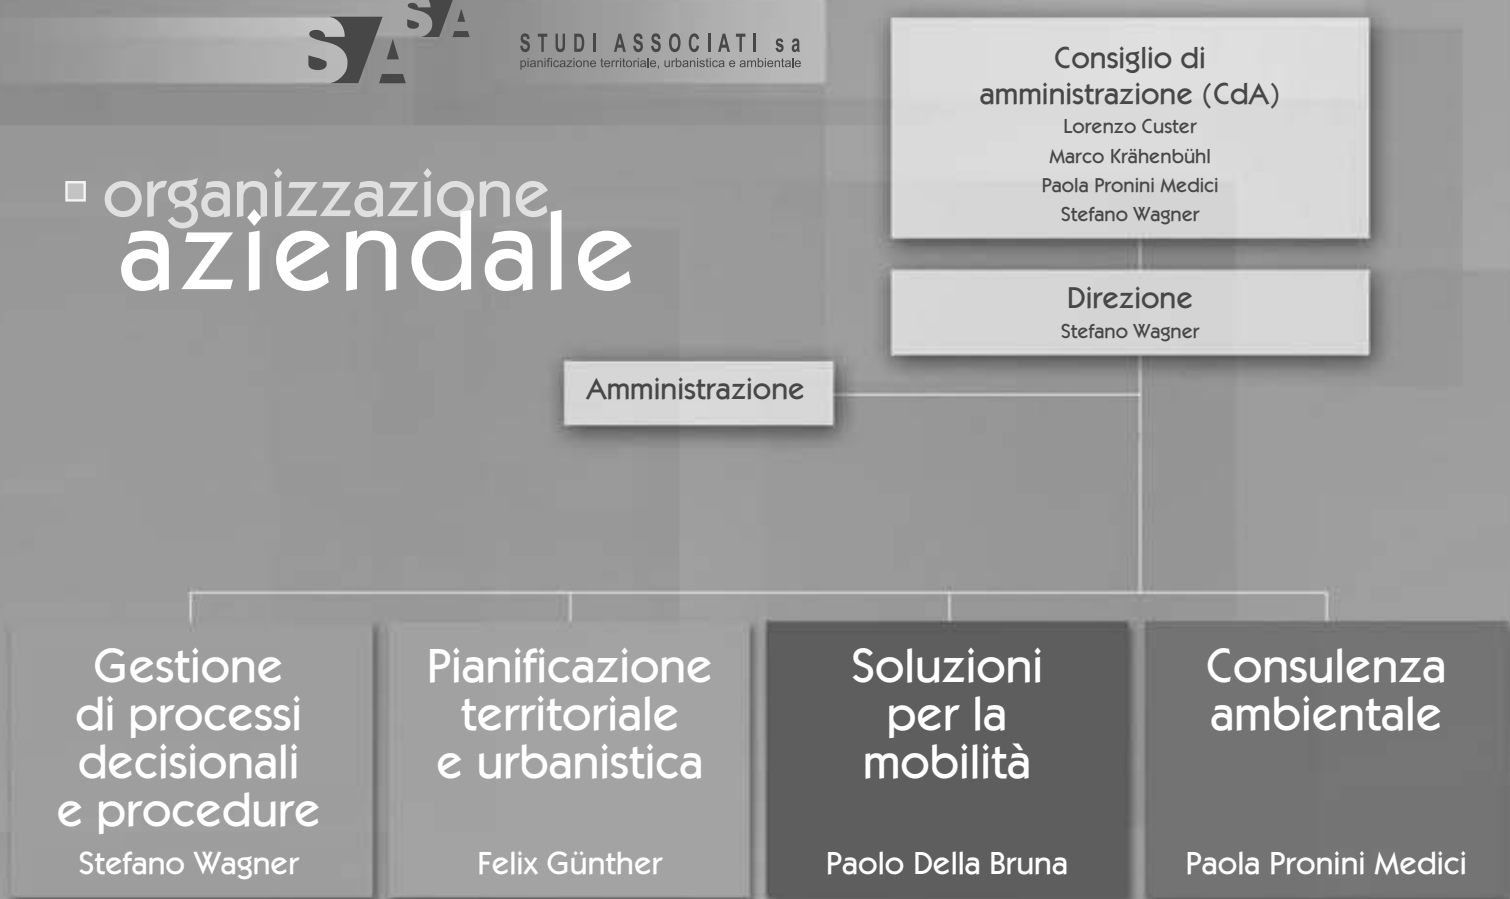 SASA
STUDI ASSOCIATI sa
pianificazione territoriale, urbanistica e ambientale
organizzazione
aziendale
Consiglio di
amministrazione (CdA)
Lorenzo Custer
Marco Krähenbühl
Paola Pronini Medici
Stefano Wagner
Direzione
Stefano Wagner
Amministrazione
Gestione
di processi
decisionali
e procedure
Stefano Wagner
Pianificazione
territoriale
e urbanistica
Felix Günther
Soluzioni
per la
mobilità
Paolo Della Bruna
Consulenza
ambientale
Paola Pronini Medici